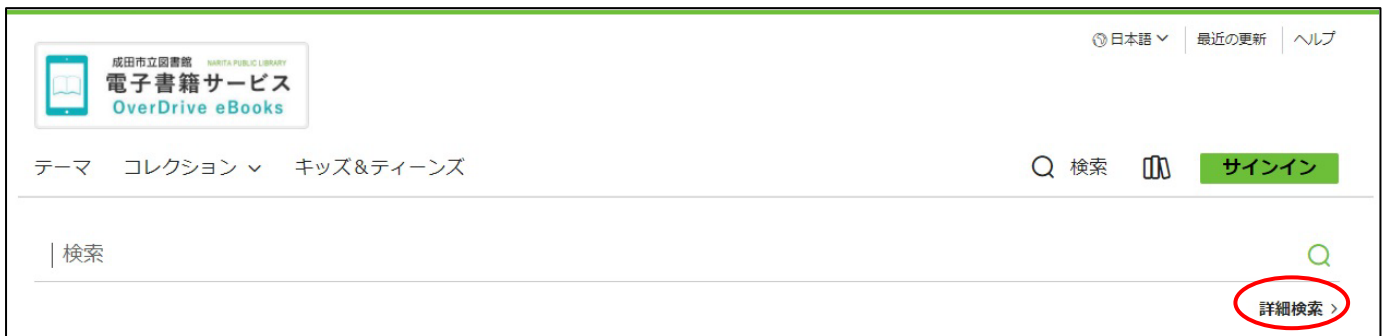 日本語 最近の更新 ヘルプ
成田市立図書館 NARITA PUBLIC LIBRARY
電子書籍サービス
OverDrive eBooks
テーマ コレクション キッズ&ティーンズ 検索 サインイン
検索
詳細検索 >